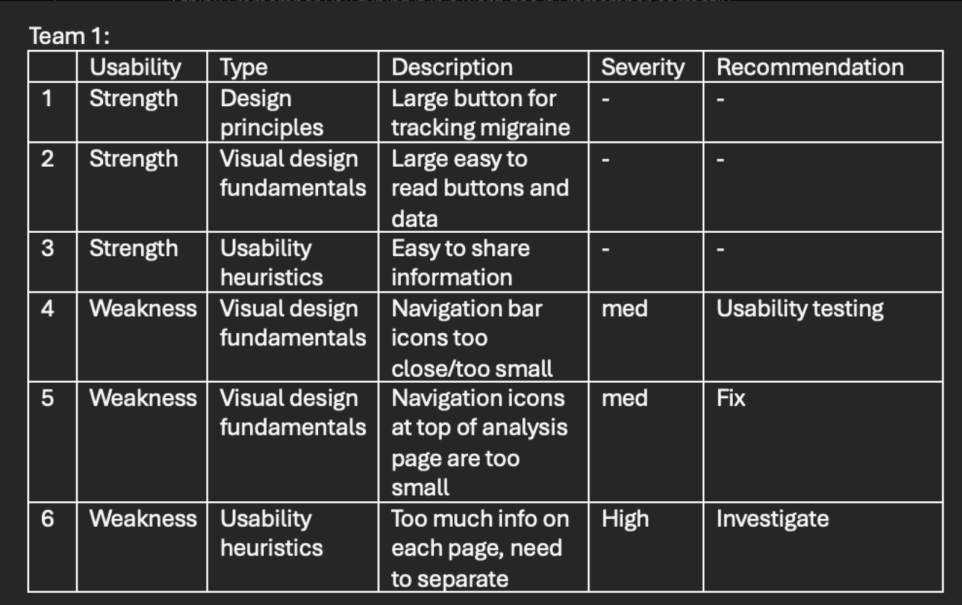 Team 1:
Usability Type Description Severity Recommendation
1 Strength Design Large button for - -
principles tracking migraine
2 Strength Visual design Large easy to - -
fundamentals read buttons and
data
3 Strength Usability Easy to share - -
heuristics information
4 Weakness Visual design Navigation bar med Usability testing
fundamentals icons too
close/too small
5 Weakness Visual design Navigation icons med Fix
fundamentals at top of analysis
page are too
small
6 Weakness Usability Too much info on High Investigate
heuristics each page, need
to separate